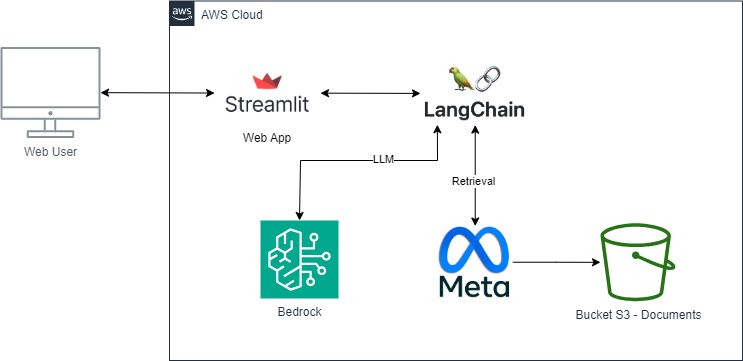 aws
AWS Cloud
Streamlit
LangChain
Web App
Web User
LLM
Retrieval
Meta
Bedrock
Bucket S3 - Documents